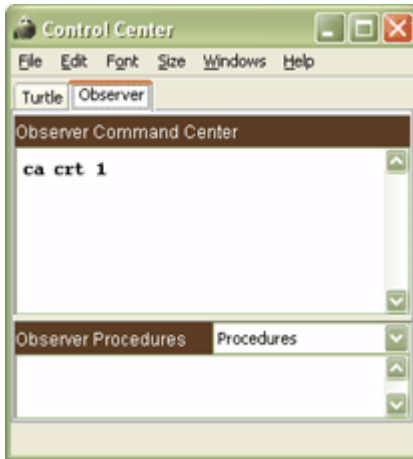 Control Center
File Edit Font Size Windows Help
Turtle Observer
Observer Command Center
ca crt 1
Observer Procedures Procedures